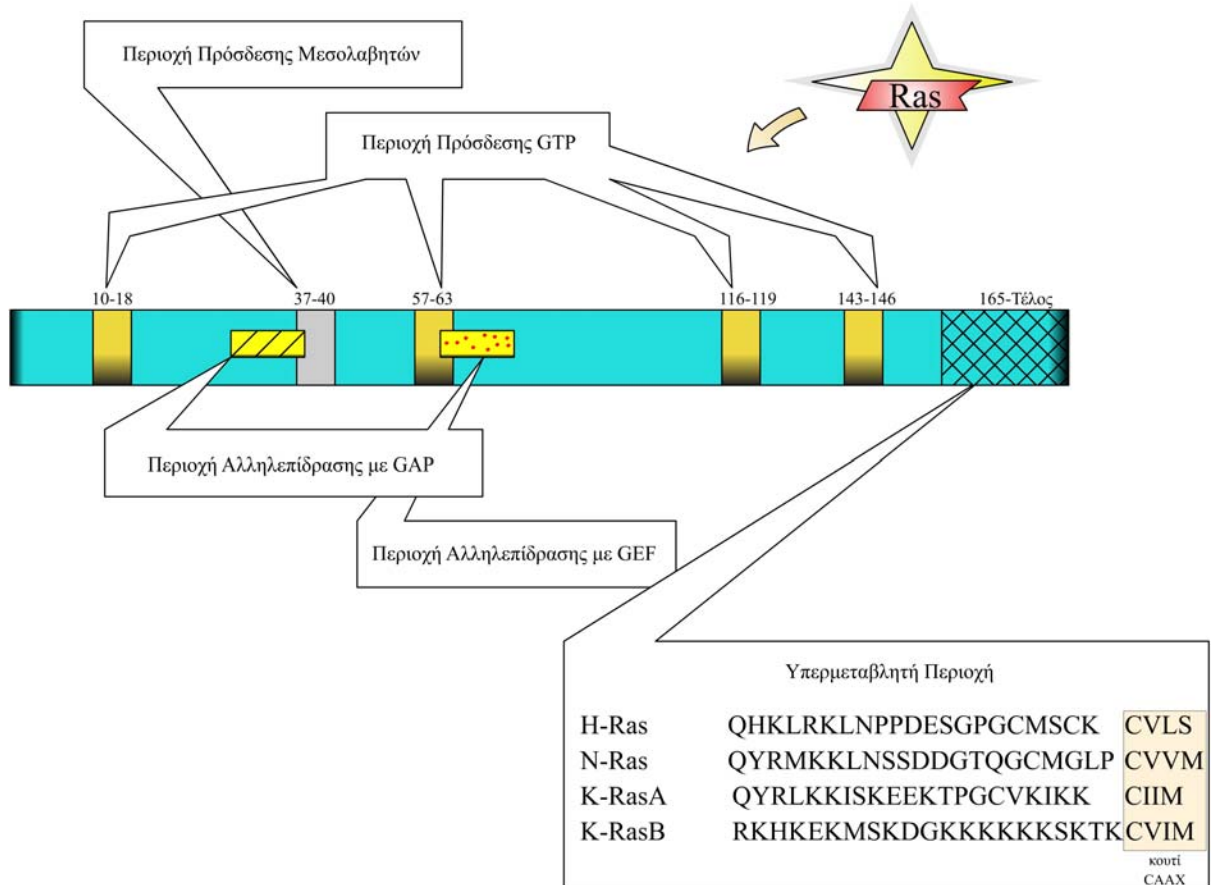 Περιοχή Πρόσδεσης Μεσολαβητών
Ras
Περιοχή Πρόσδεσης GTP
10-18 37-40 57-63 116-119 143-146 165-Τέλος
Περιοχή Αλληλεπίδρασης με GAP
Περιοχή Αλληλεπίδρασης με GEF
Υπερμεταβλητή Περιοχή
H-Ras QHKLRKLNPPDESGPGCMSCK CVLS
N-Ras QYRMKKLNSSDDGTQGCMGLP CVVM
K-RasA QYRLKKISKEEKTPGCVKIKK CIIM
K-RasB RKHKEKMSKDGKKKKKKSKTK CVIM
κουτί
CAAX